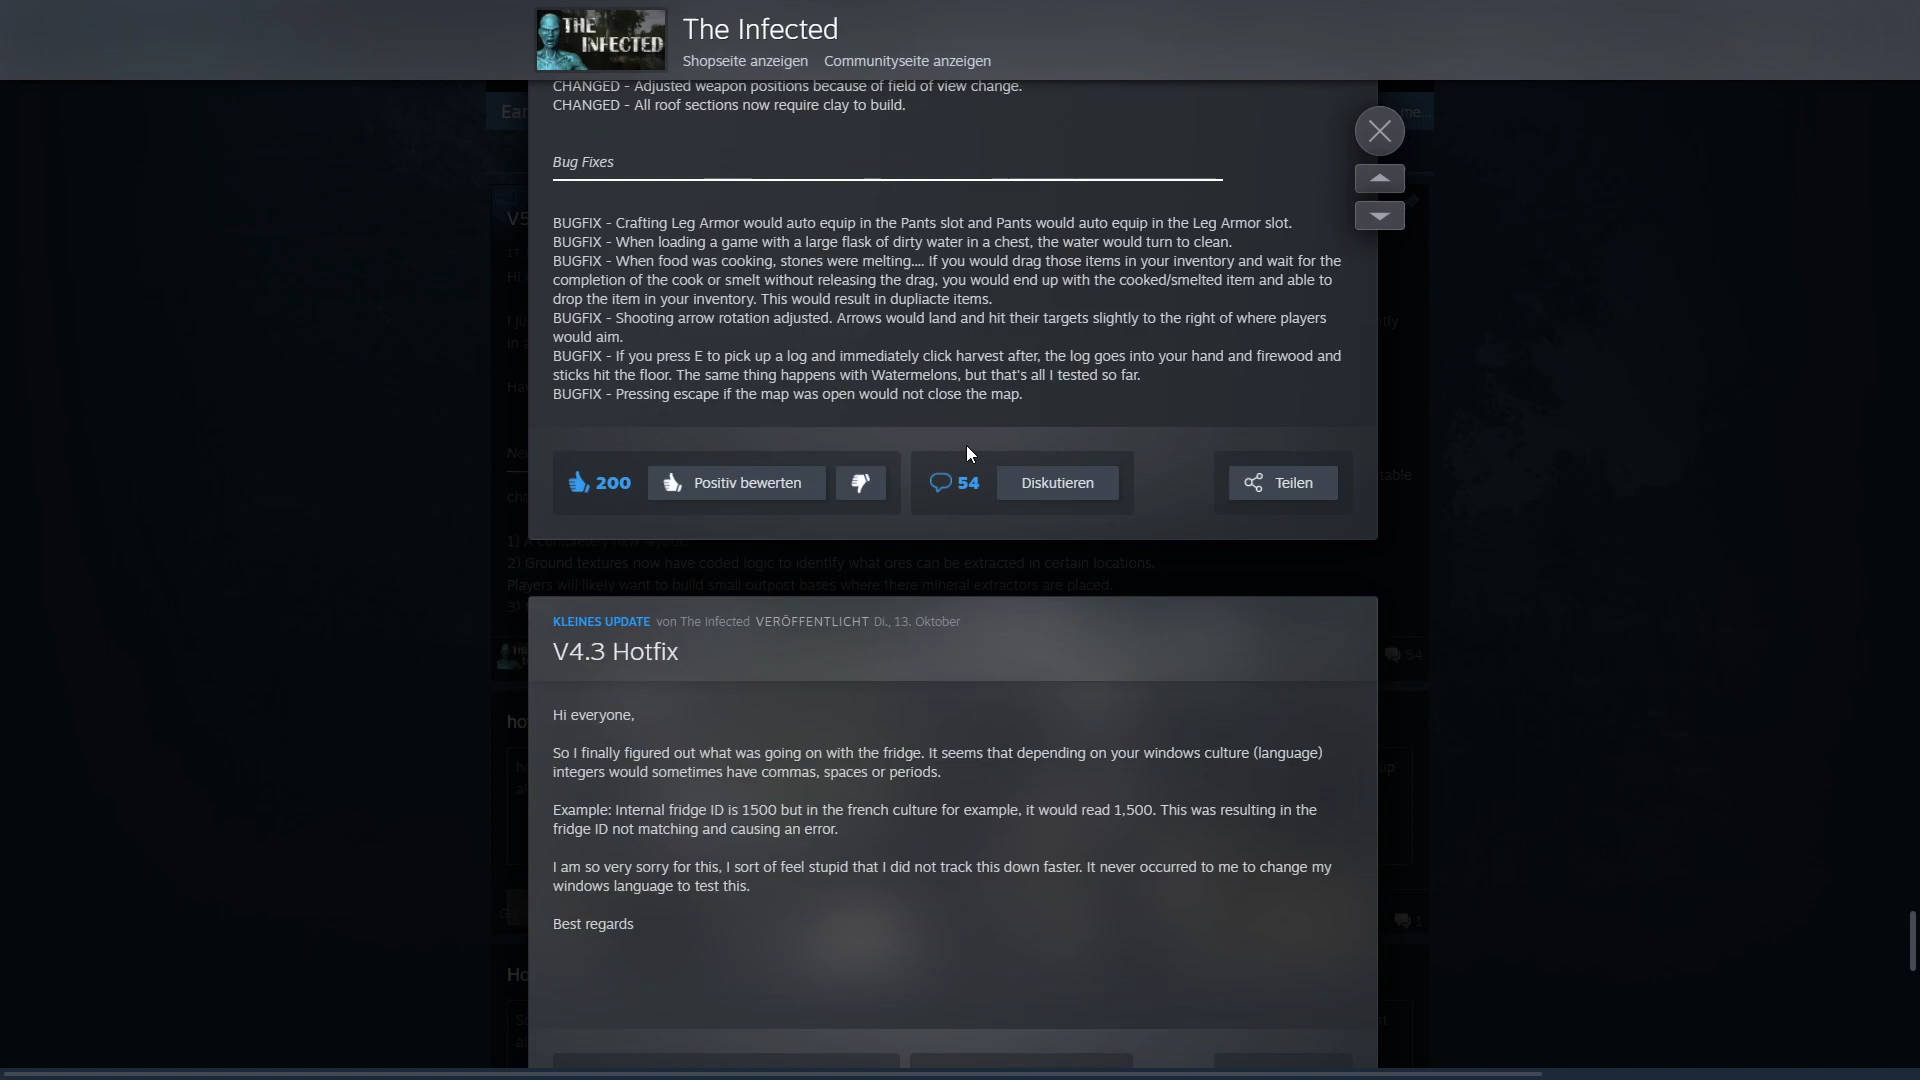 THE INFECTED
The Infected
Shopseite anzeigen Communityseite anzeigen
CHANGED - Adjusted weapon positions because of field of view change.
CHANGED - All roof sections now require clay to build.
Bug Fixes
BUGFIX - Crafting Leg Armor would auto equip in the Pants slot and Pants would auto equip in the Leg Armor slot.
BUGFIX - When loading a game with a large flask of dirty water in a chest, the water would turn to clean.
BUGFIX - When food was cooking, stones were melting.... If you would drag those items in your inventory and wait for the
completion of the cook or smelt without releasing the drag, you would end up with the cooked/smelted item and able to
drop the item in your inventory. This would result in dupliacte items.
BUGFIX - Shooting arrow rotation adjusted. Arrows would land and hit their targets slightly to the right of where players
would aim.
BUGFIX - If you press E to pick up a log and immediately click harvest after, the log goes into your hand and firewood and
sticks hit the floor. The same thing happens with Watermelons, but that's all I tested so far.
BUGFIX - Pressing escape if the map was open would not close the map.
200 Positiv bewerten 54 Diskutieren Teilen
2) Ground textures now have coded logic to identify what ores can be extracted in certain locations.
Players will likely want to build small outpost bases where there mineral extractors are placed.
KLEINES UPDATE von The Infected VERÖFFENTLICHT Di., 13. Oktober
V4.3 Hotfix
54
Hi everyone,
So I finally figured out what was going on with the fridge. It seems that depending on your windows culture (language)
integers would sometimes have commas, spaces or periods.
Example: Internal fridge ID is 1500 but in the french culture for example, it would read 1,500. This was resulting in the
fridge ID not matching and causing an error.
I am so very sorry for this, I sort of feel stupid that I did not track this down faster. It never occurred to me to change my
windows language to test this.
Best regards
1